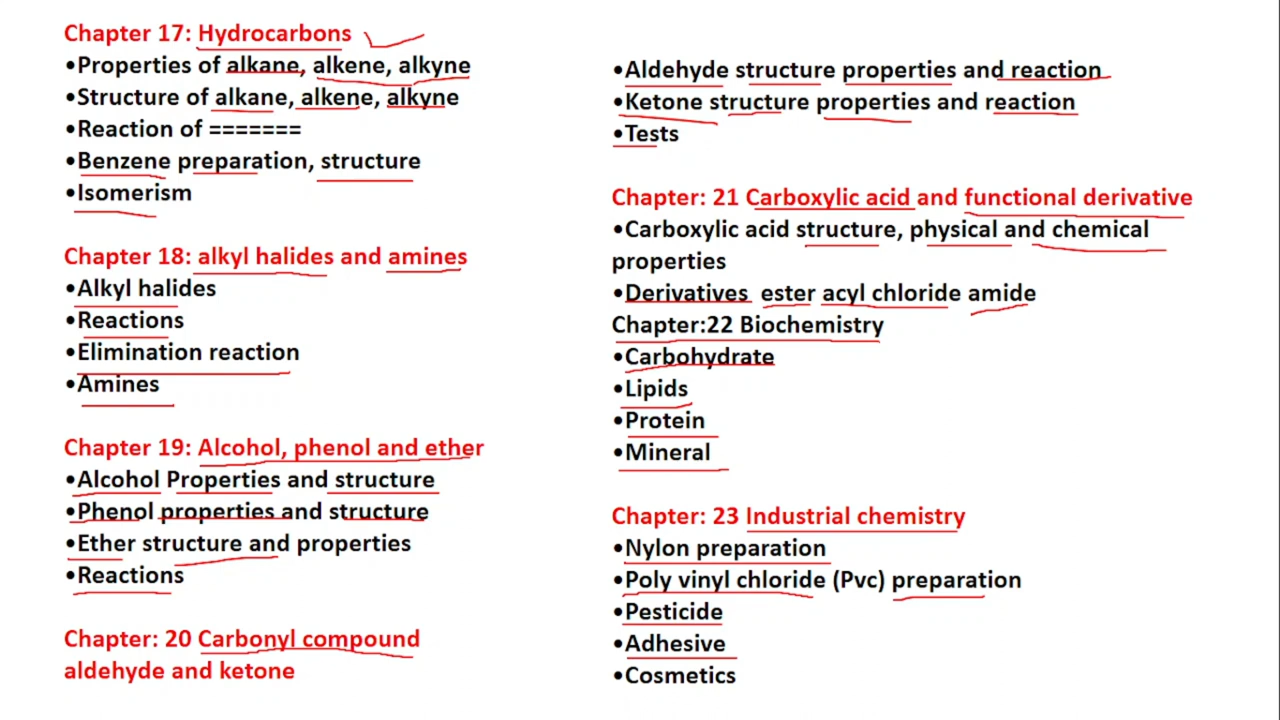 Chapter 17: Hydrocarbons
•Properties of alkane, alkene, alkyne
•Structure of alkane, alkene, alkyne
•Reaction of =======
•Benzene preparation, structure
•Isomerism
Chapter 18: alkyl halides and amines
•Alkyl halides
•Reactions
•Elimination reaction
•Amines
Chapter 19: Alcohol, phenol and ether
•Alcohol Properties and structure
•Phenol properties and structure
•Ether structure and properties
•Reactions
Chapter: 20 Carbonyl compound
aldehyde and ketone
•Aldehyde structure properties and reaction
•Ketone structure properties and reaction
•Tests
Chapter: 21 Carboxylic acid and functional derivative
•Carboxylic acid structure, physical and chemical
properties
•Derivatives  ester acyl chloride amide
Chapter:22 Biochemistry
•Carbohydrate
•Lipids
•Protein
•Mineral
Chapter: 23 Industrial chemistry
•Nylon preparation
•Poly vinyl chloride (Pvc) preparation
•Pesticide
•Adhesive
•Cosmetics